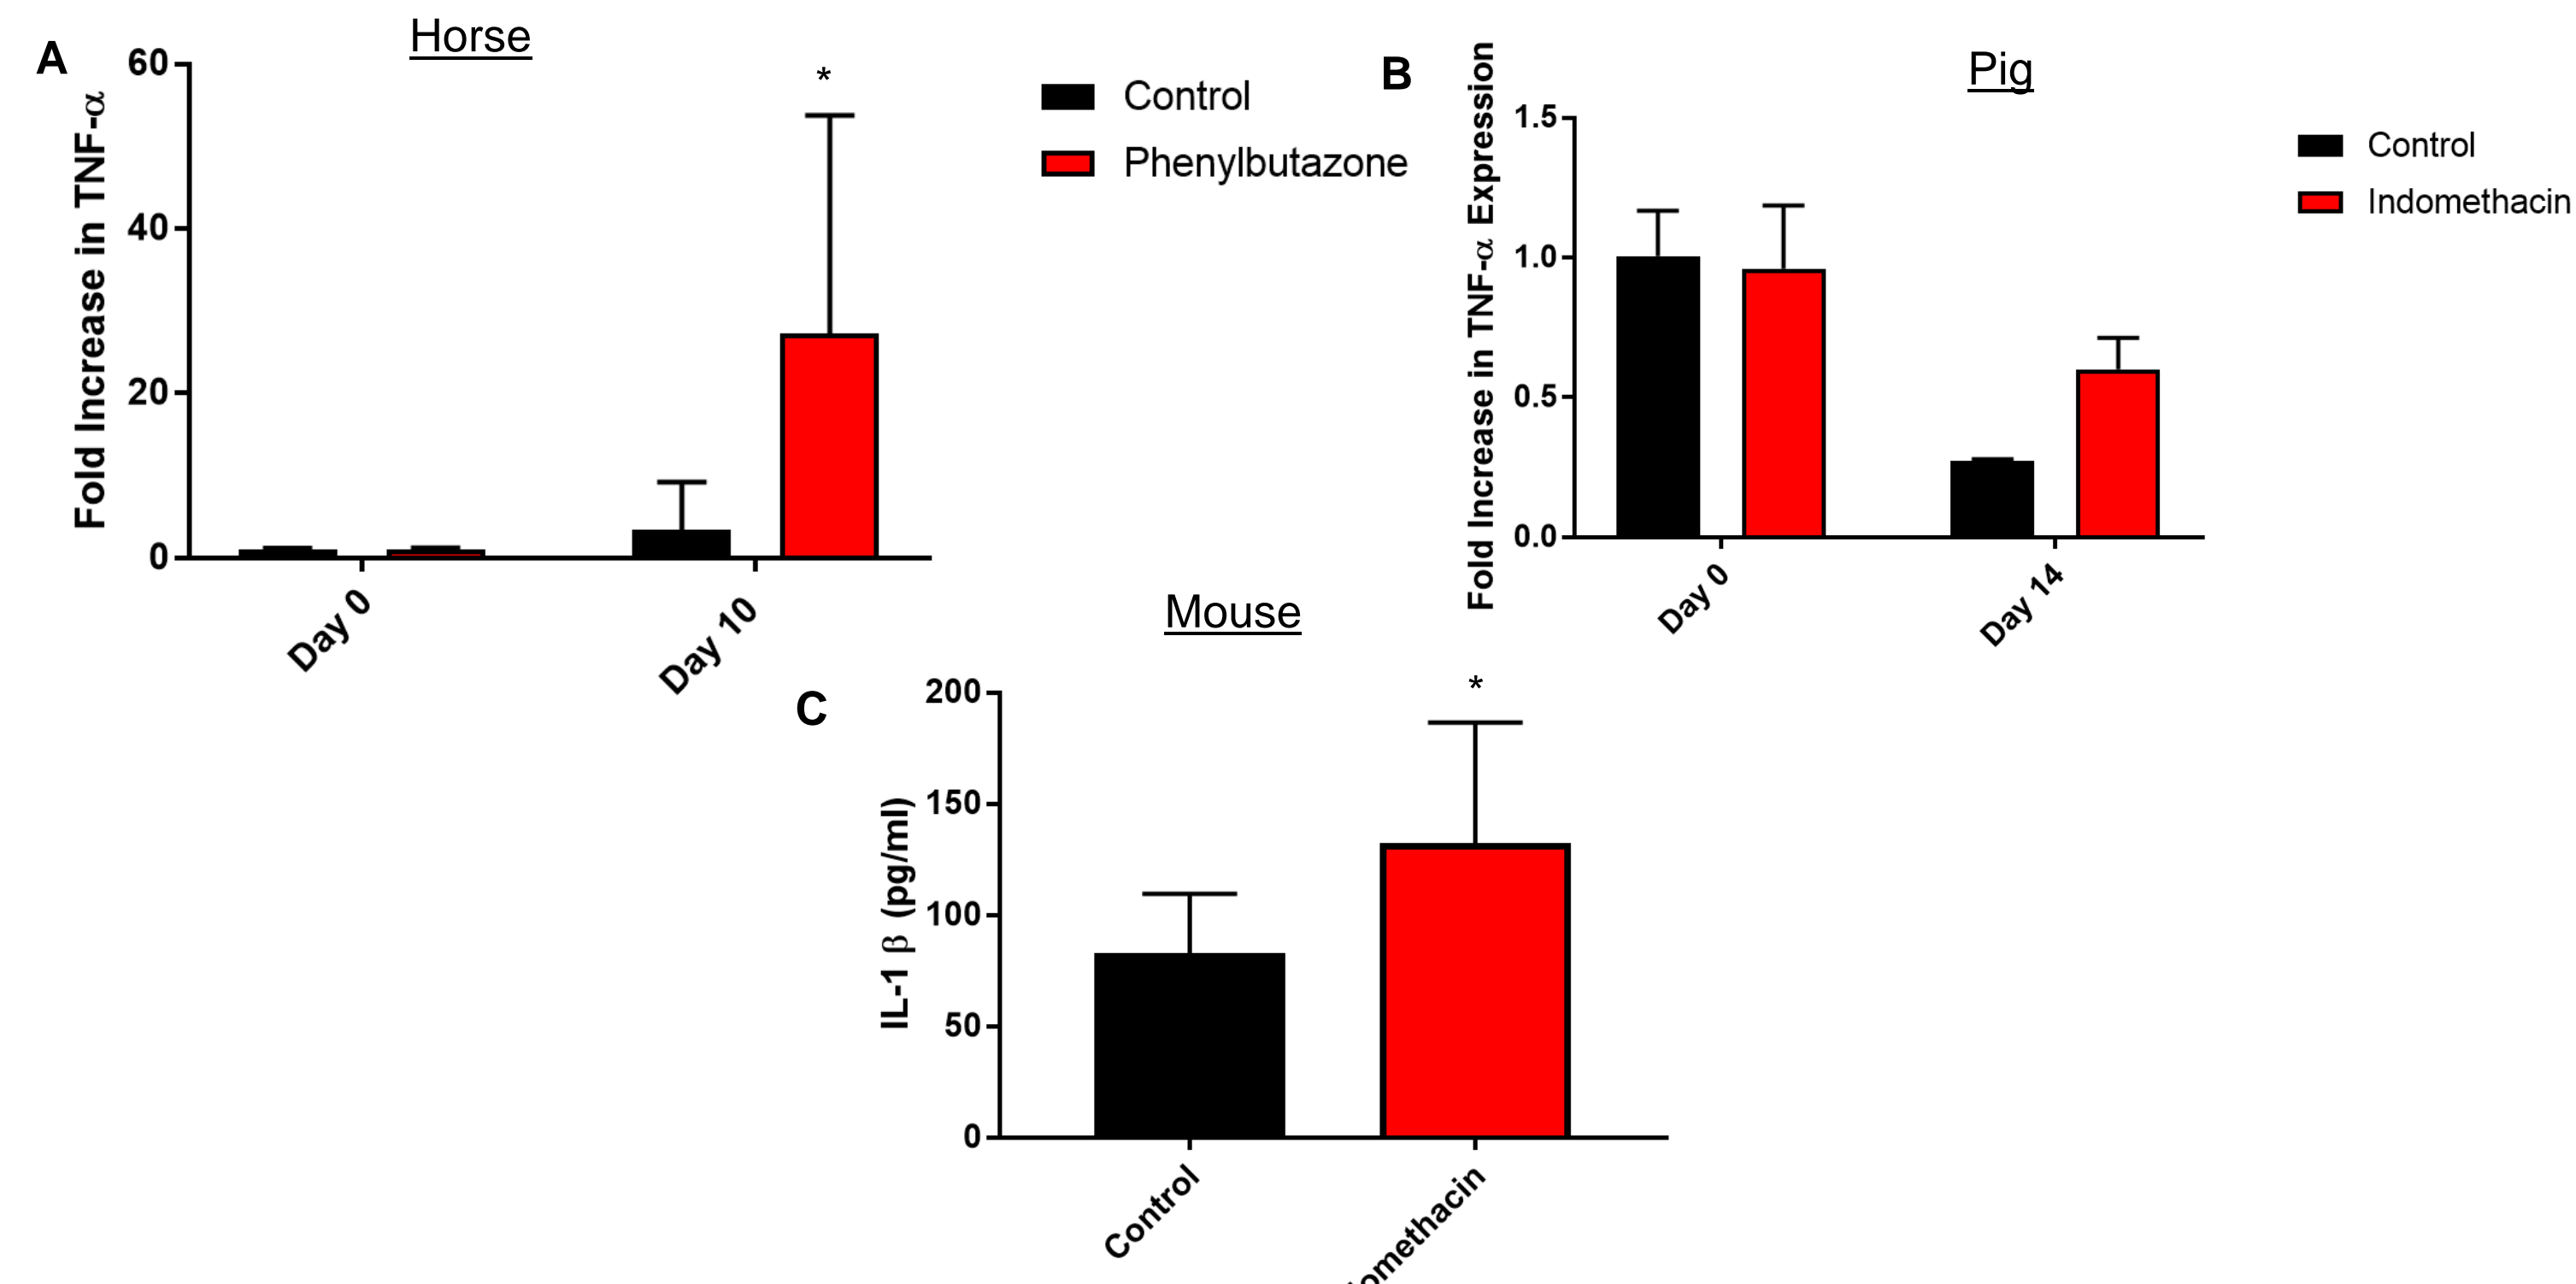 A
Horse
Fold Increase in TNF-α
60
40
20
0
*
Day 0
Day 10
Control
Phenylbutazone
B
Pig
Fold Increase in TNF-α Expression
1.5
1.0
0.5
0.0
Day 0
Day 14
Control
Indomethacin
Mouse
C
IL-1 β (pg/ml)
200
150
100
50
0
*
Control